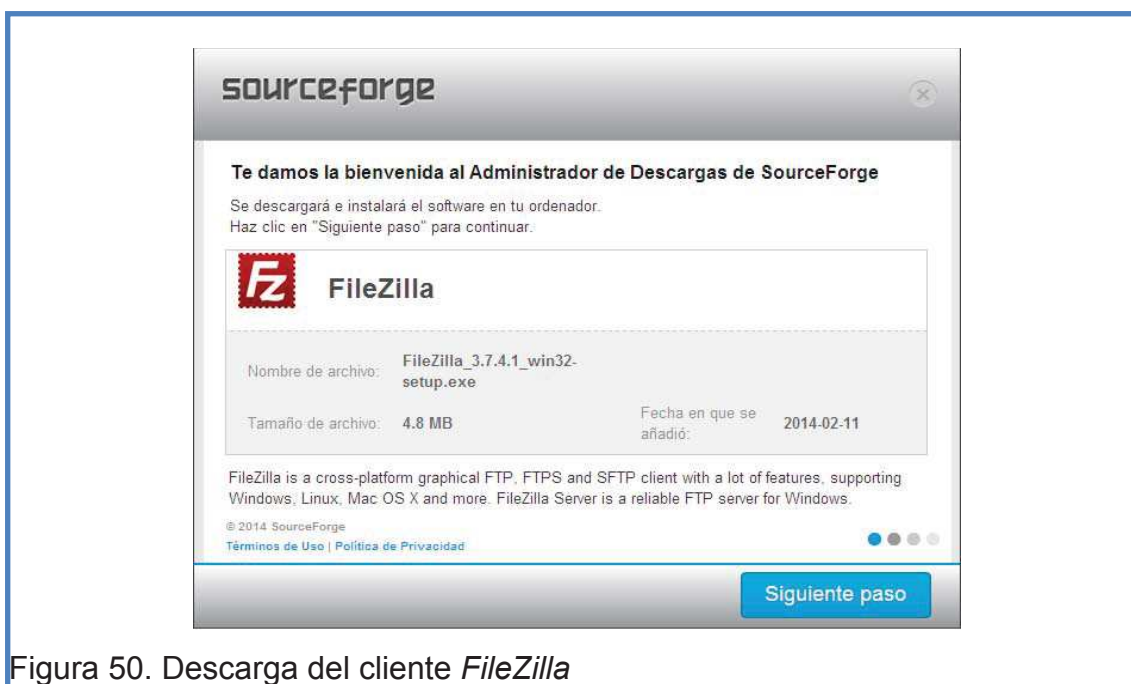 sourceforge
Te damos la bienvenida al Administrador de Descargas de SourceForge
Se descargará e instalará el software en tu ordenador.
Haz clic en "Siguiente paso" para continuar.
Fz
FileZilla
Nombre de archivo: FileZilla_3.7.4.1_win32-
setup.exe
Tamaño de archivo: 4.8 MB
Fecha en que se
añadió: 2014-02-11
FileZilla is a cross-platform graphical FTP, FTPS and SFTP client with a lot of features, supporting
Windows, Linux, Mac OS X and more. FileZilla Server is a reliable FTP server for Windows.
© 2014 SourceForge
Términos de Uso | Política de Privacidad
Siguiente paso
Figura 50. Descarga del cliente FileZilla